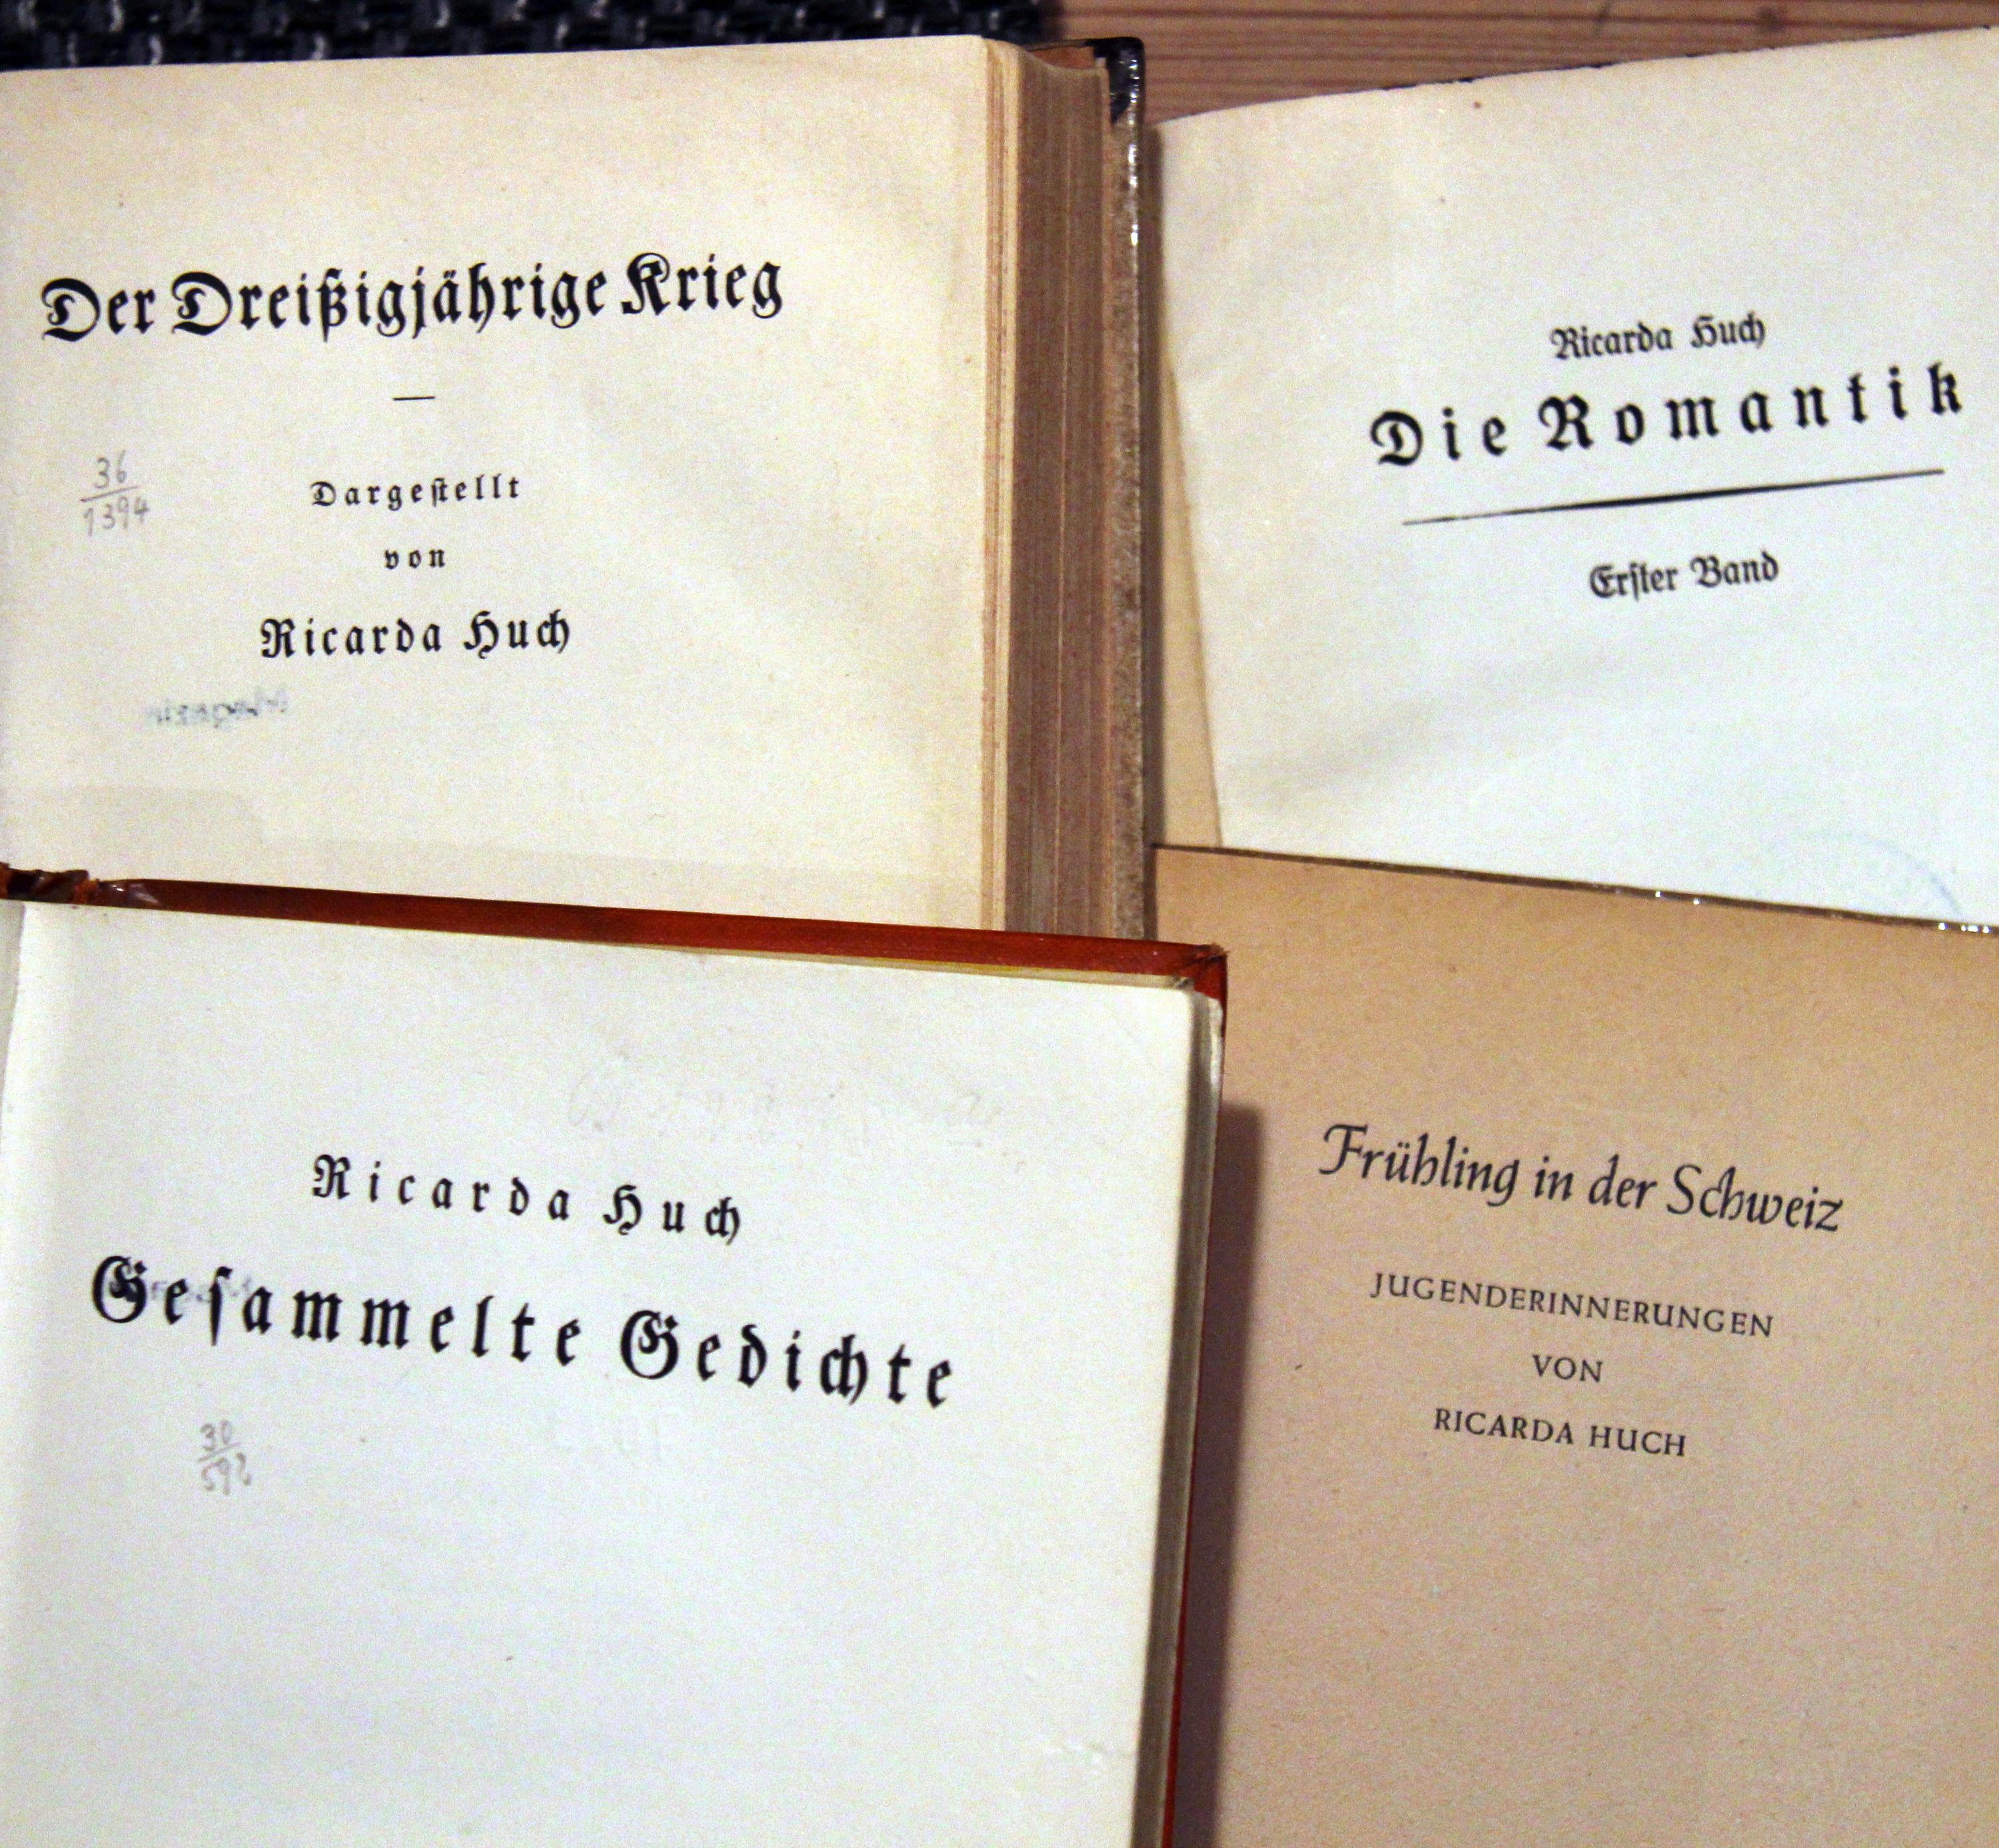 Der Dreißigjährige Krieg
Dargestellt
von
Ricarda Huch
36
1394
Ricarda Huch
Die Romantik
Erster Band
Ricarda Huch
Gesammelte Gedichte
30
Frühling in der Schweiz
JUGENDERINNERUNGEN
VON
RICARDA HUCH